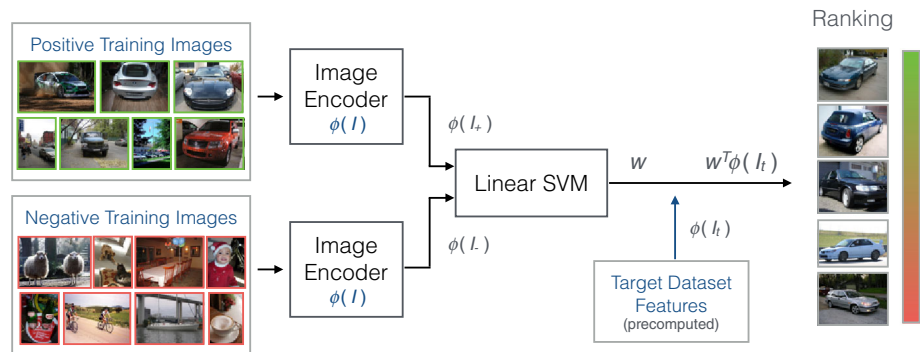 Ranking
Positive Training Images
Image
Encoder
ϕ( I )
ϕ( I₊)
Linear SVM
w
wᵀϕ( Iₜ)
Negative Training Images
Image
Encoder
ϕ( I )
ϕ( I₋)
ϕ( Iₜ)
Target Dataset
Features
(precomputed)